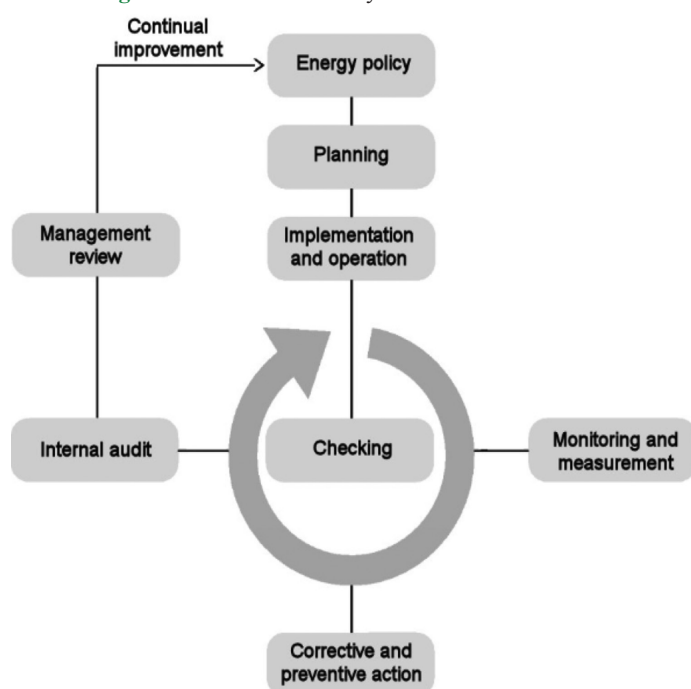 Continual
improvement
Energy policy
Planning
Management
review
Implementation
and operation
Internal audit
Checking
Monitoring and
measurement
Corrective and
preventive action